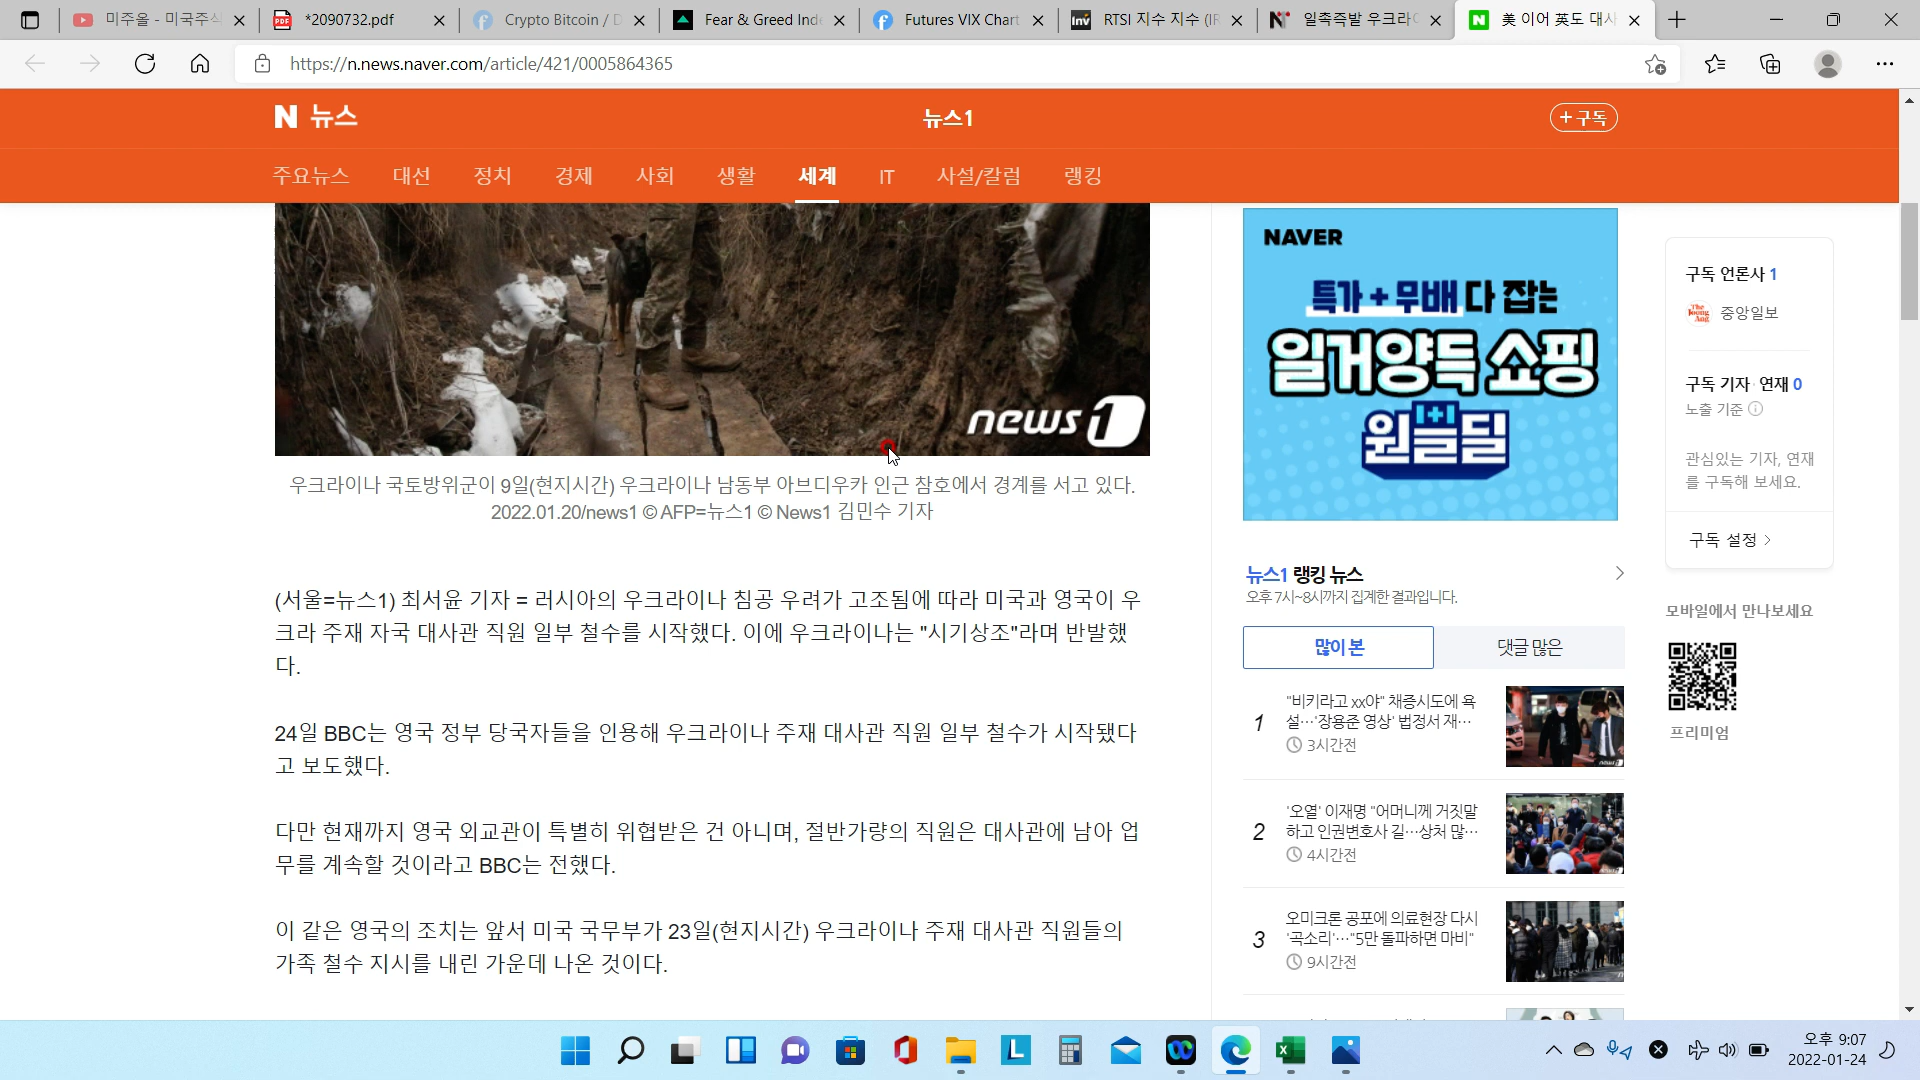 미주올 - 미국주식
*2090732.pdf
Crypto Bitcoin / D
Fear & Greed Inde
Futures VIX Chart
RTSI 지수 지수 (IR
일촉즉발 우크라이
美 이어 英도 대사
https://n.news.naver.com/article/421/0005864365
N 뉴스
뉴스1
+ 구독
주요뉴스 대선 정치 경제 사회 생활 세계 IT 사설/칼럼 랭킹
news1
우크라이나 국토방위군이 9일(현지시간) 우크라이나 남동부 아브디우카 인근 참호에서 경계를 서고 있다.
2022.01.20/news1 © AFP=뉴스1 © News1 김민수 기자
(서울=뉴스1) 최서윤 기자 = 러시아의 우크라이나 침공 우려가 고조됨에 따라 미국과 영국이 우
크라 주재 자국 대사관 직원 일부 철수를 시작했다. 이에 우크라이나는 "시기상조"라며 반발했
다.
24일 BBC는 영국 정부 당국자들을 인용해 우크라이나 주재 대사관 직원 일부 철수가 시작됐다
고 보도했다.
다만 현재까지 영국 외교관이 특별히 위협받은 건 아니며, 절반가량의 직원은 대사관에 남아 업
무를 계속할 것이라고 BBC는 전했다.
이 같은 영국의 조치는 앞서 미국 국무부가 23일(현지시간) 우크라이나 주재 대사관 직원들의
가족 철수 지시를 내린 가운데 나온 것이다.
NAVER
특가 + 무배 다 잡는
일거양득 쇼핑
1+1
원쁠딜
뉴스1 랭킹 뉴스
오후 7시~8시까지 집계한 결과입니다.
많이 본
댓글 많은
1
"비키라고 xx야" 채증시도에 욕
설…'장용준 영상' 법정서 재…
3시간전
2
'오열' 이재명 "어머니께 거짓말
하고 인권변호사 길…상처 많…
4시간전
3
오미크론 공포에 의료현장 다시
'곡소리'…"5만 돌파하면 마비"
9시간전
구독 언론사 1
The JoongAng
중앙일보
구독 기자·연재 0
노출 기준
관심있는 기자, 연재
를 구독해 보세요.
구독 설정
모바일에서 만나보세요
프리미엄
오후 9:07
2022-01-24